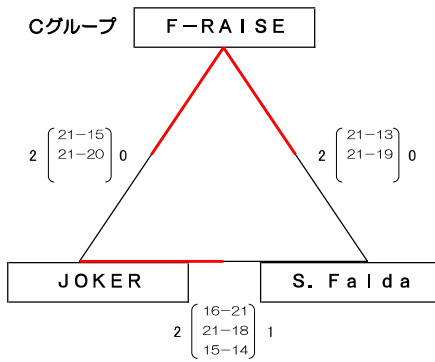 Cグループ F-RAISE
2 21-15 0
21-20
2 21-13 0
21-19
JOKER S. Falda
16-21
2 21-18 1
15-14